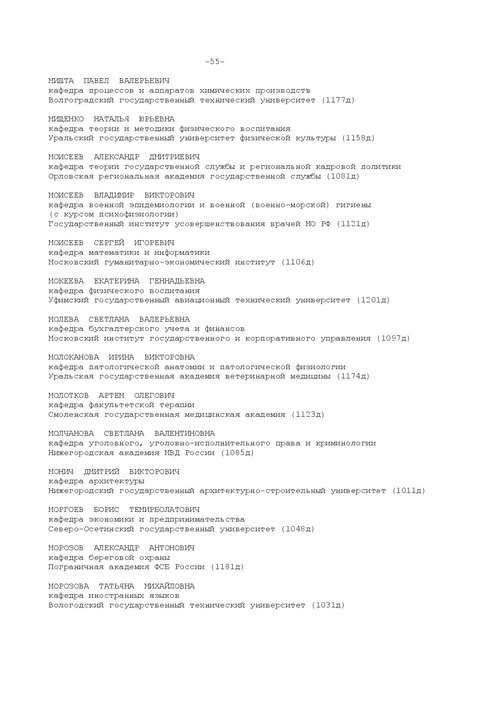 -55-
МИШТА ПАВЕЛ ВАЛЕРЬЕВИЧ
кафедра процессов и аппаратов химических производств
Волгоградский государственный технический университет (1177д)
МИЩЕНКО НАТАЛЬЯ ЮРЬЕВНА
кафедра теории и методики физического воспитания
Уральский государственный университет физической культуры (1158д)
МОИСЕЕВ АЛЕКСАНДР ДМИТРИЕВИЧ
кафедра теории государственной службы и региональной кадровой политики
Орловская региональная академия государственной службы (1081д)
МОИСЕЕВ ВЛАДИМИР ВИКТОРОВИЧ
кафедра военной эпидемиологии и военной (военно-морской) гигиены
(с курсом психофизиологии)
Государственный институт усовершенствования врачей МО РФ (1121д)
МОИСЕЕВ СЕРГЕЙ ИГОРЕВИЧ
кафедра математики и информатики
Московский гуманитарно-экономический институт (1106д)
МОКЕЕВА ЕКАТЕРИНА ГЕННАДЬЕВНА
кафедра физического воспитания
Уфимский государственный авиационный технический университет (1201д)
МОЛЕВА СВЕТЛАНА ВАЛЕРЬЕВНА
кафедра бухгалтерского учета и финансов
Московский институт государственного и корпоративного управления (1097д)
МОЛОКАНОВА ИРИНА ВИКТОРОВНА
кафедра патологической анатомии и патологической физиологии
Уральская государственная академия ветеринарной медицины (1174д)
МОЛОТКОВ АРТЕМ ОЛЕГОВИЧ
кафедра факультетской терапии
Смоленская государственная медицинская академия (1123д)
МОЛЧАНОВА СВЕТЛАНА ВАЛЕНТИНОВНА
кафедра уголовного, уголовно-исполнительного права и криминологии
Нижегородская академия МВД России (1085д)
МОНИЧ ДМИТРИЙ ВИКТОРОВИЧ
кафедра архитектуры
Нижегородский государственный архитектурно-строительный университет (1011д)
МОРГОЕВ БОРИС ТЕМИРБОЛАТОВИЧ
кафедра экономики и предпринимательства
Северо-Осетинский государственный университет (1048д)
МОРОЗОВ АЛЕКСАНДР АНТОНОВИЧ
кафедра береговой охраны
Пограничная академия ФСБ России (1181д)
МОРОЗОВА ТАТЬЯНА МИХАЙЛОВНА
кафедра иностранных языков
Вологодский государственный технический университет (1031д)